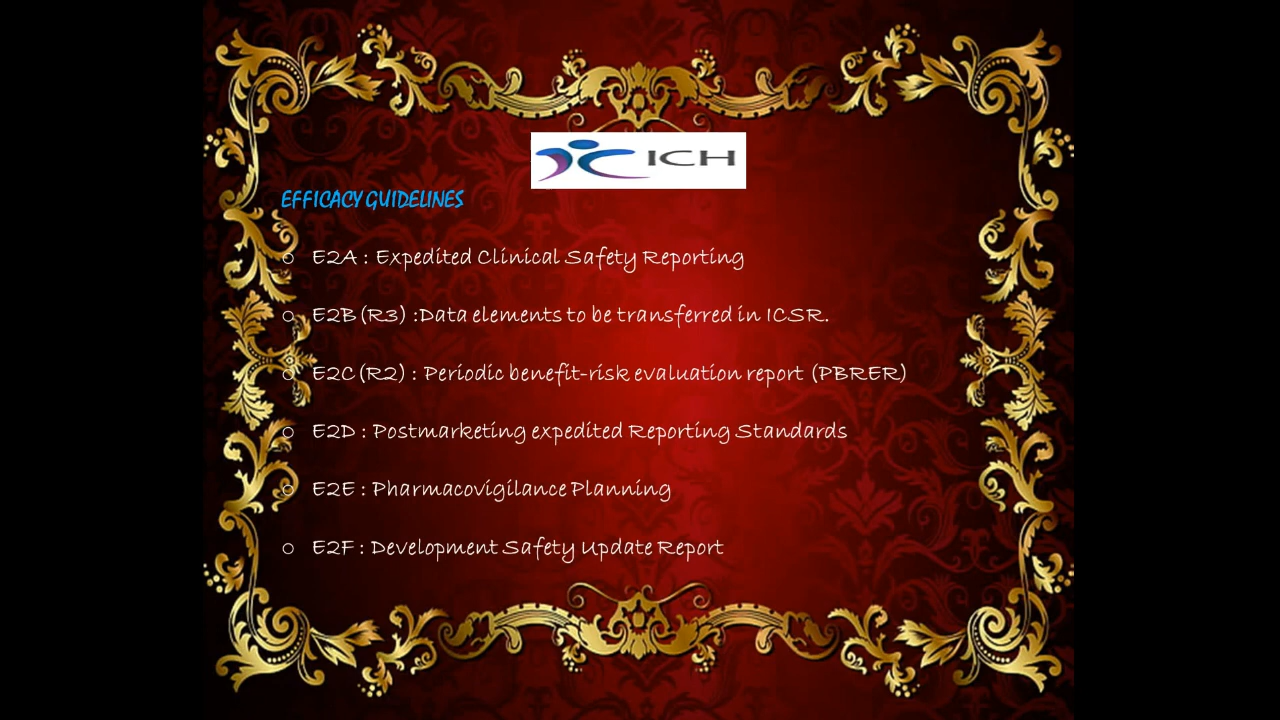 ICH
EFFICACY GUIDELINES
E2A : Expedited Clinical Safety Reporting
E2B (R3) :Data elements to be transferred in ICSR.
E2C (R2) : Periodic benefit-risk evaluation report (PBRER)
E2D : Postmarketing expedited Reporting Standards
E2E : Pharmacovigilance Planning
E2F : Development Safety Update Report